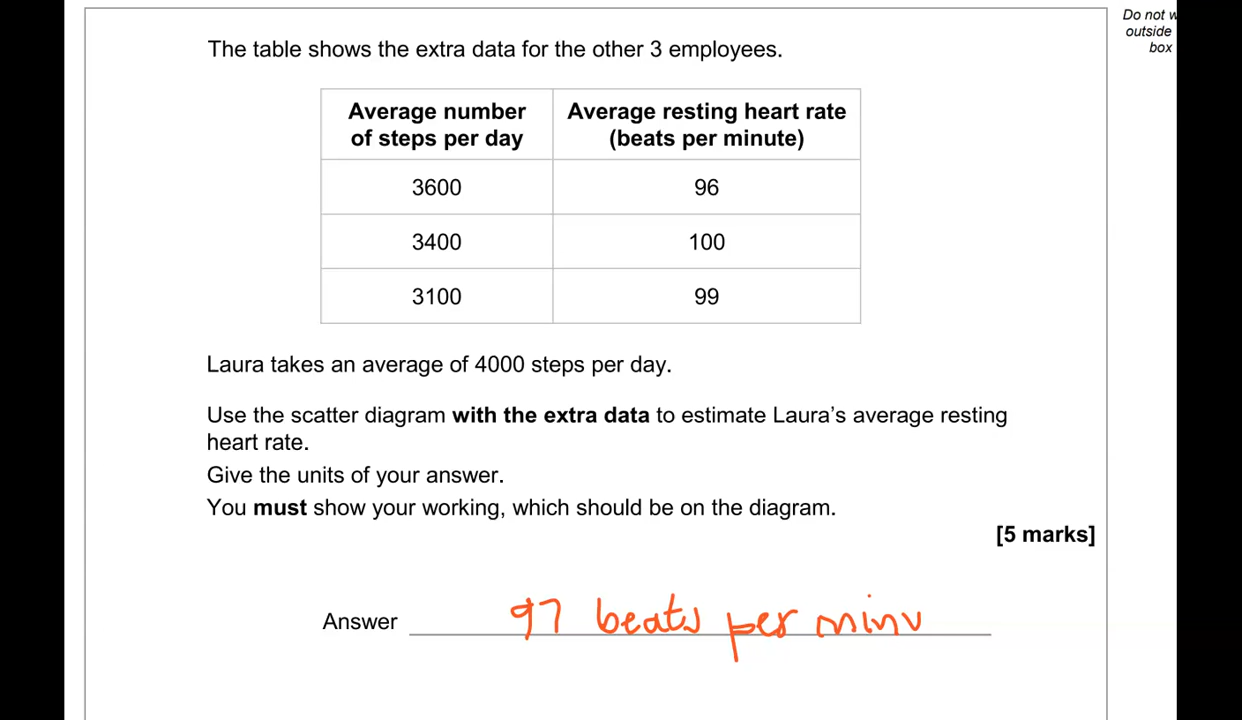 Do not w
outside
box
The table shows the extra data for the other 3 employees.
Average number of steps per day Average resting heart rate (beats per minute)
3600 96
3400 100
3100 99
Laura takes an average of 4000 steps per day.
Use the scatter diagram with the extra data to estimate Laura's average resting
heart rate.
Give the units of your answer.
You must show your working, which should be on the diagram.
[5 marks]
Answer 97 beats per minu